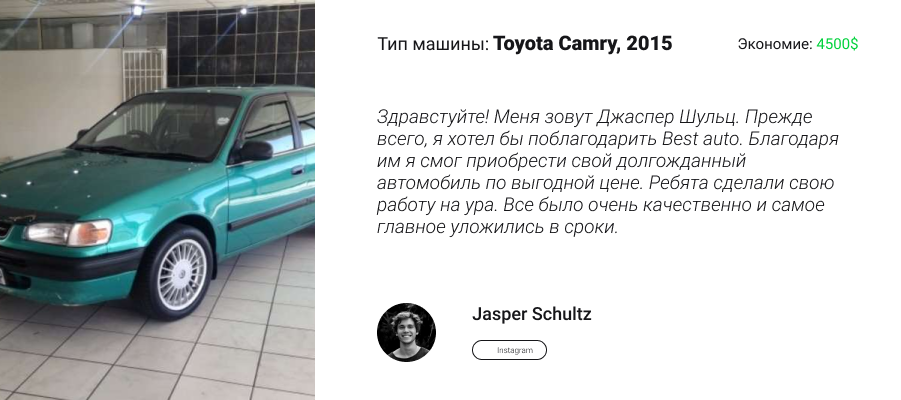 Тип машины: Toyota Camry, 2015
Экономие: 4500$
Здравстуйте! Меня зовут Джаспер Шульц. Прежде
всего, я хотел бы поблагодарить Best auto. Благодаря
им я смог приобрести свой долгожданный
автомобиль по выгодной цене. Ребята сделали свою
работу на ура. Все было очень качественно и самое
главное уложились в сроки.
Jasper Schultz
Instagram